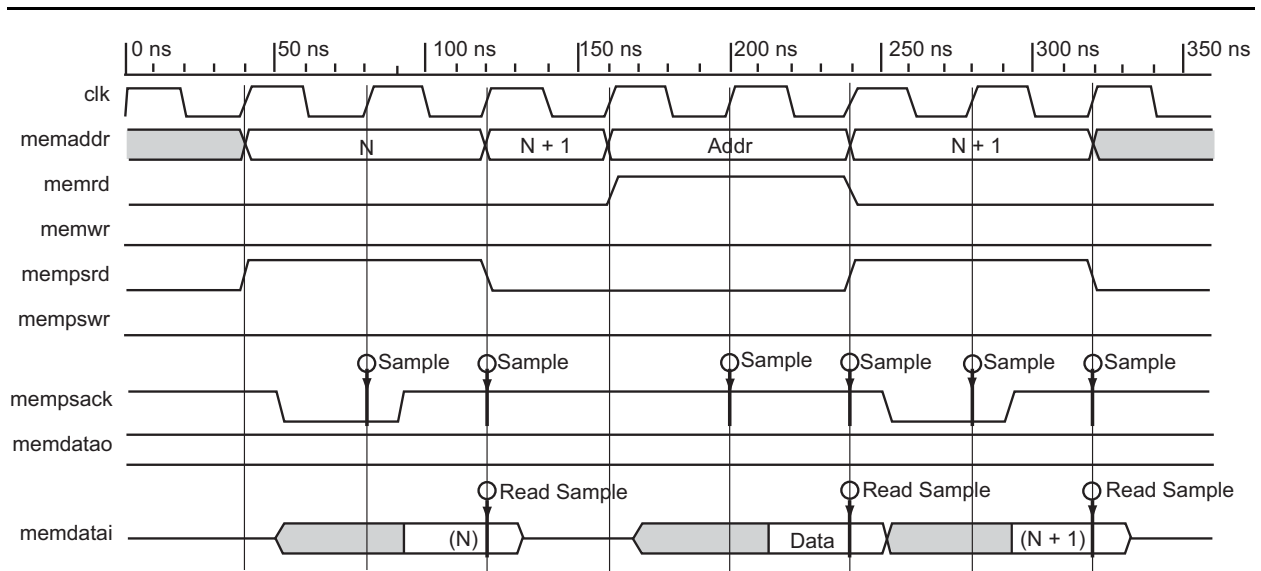 0 ns 50 ns 100 ns 150 ns 200 ns 250 ns 300 ns 350 ns
clk
memaddr N N + 1 Addr N + 1
memrd
memwr
mempsrd
mempswr
Sample Sample Sample Sample Sample Sample
mempsack
memdatao
Read Sample Read Sample Read Sample
memdatai (N) Data (N + 1)